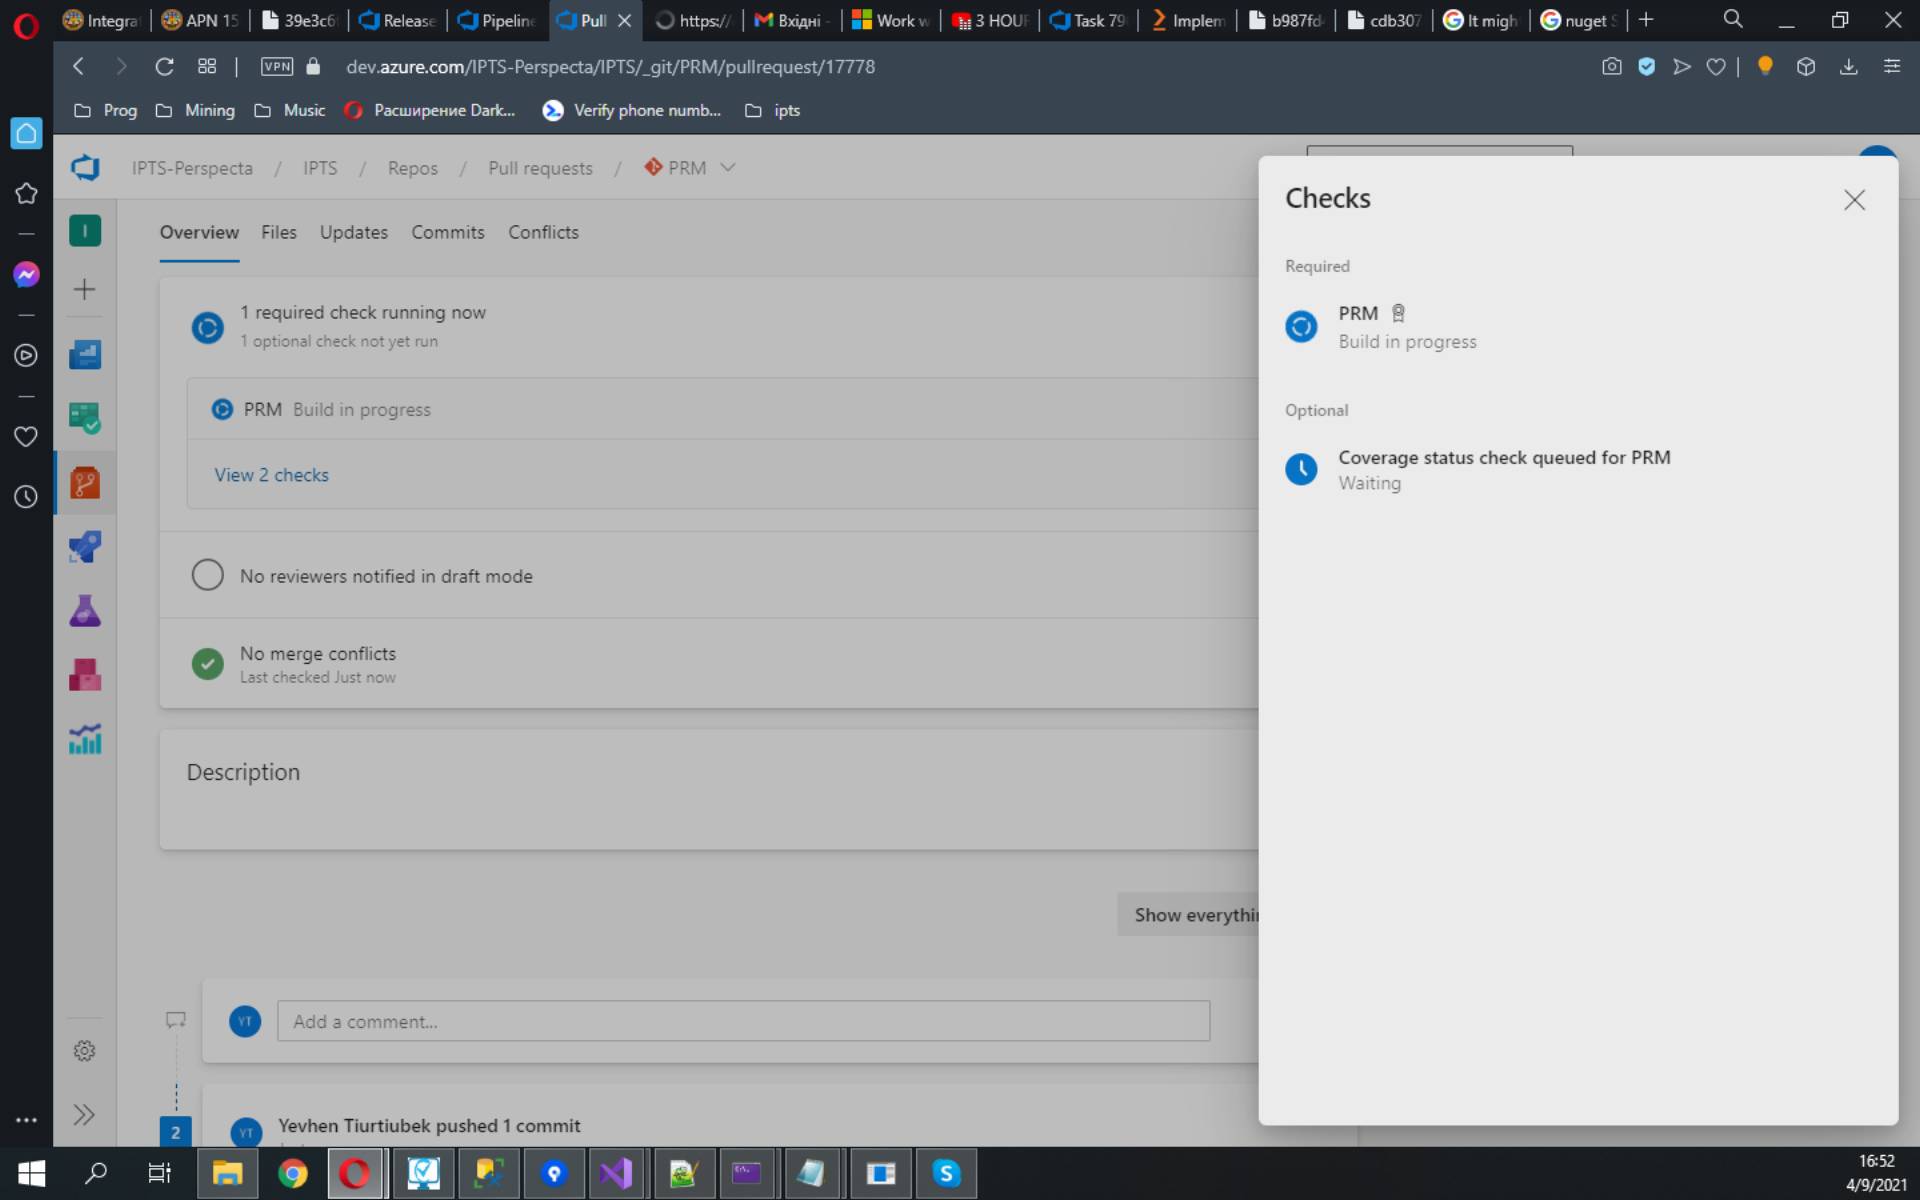 Integra
APN 15
39e3c6
Release
Pipeline
Pull
https://
Вхідні -
Work w
3 HOUR
Task 79
Implem
b987fd
cdb307
It migh
nuget S
VPN
dev.azure.com/IPTS-Perspecta/IPTS/_git/PRM/pullrequest/17778
Prog
Mining
Music
Расширение Dark...
Verify phone numb...
ipts
IPTS-Perspecta / IPTS / Repos / Pull requests / PRM
I
Overview
Files
Updates
Commits
Conflicts
1 required check running now
1 optional check not yet run
PRM Build in progress
View 2 checks
No reviewers notified in draft mode
No merge conflicts
Last checked Just now
Description
Show everythin
YT
Add a comment...
2
YT
Yevhen Tiurtiubek pushed 1 commit
Checks
Required
PRM
Build in progress
Optional
Coverage status check queued for PRM
Waiting
16:52
4/9/2021